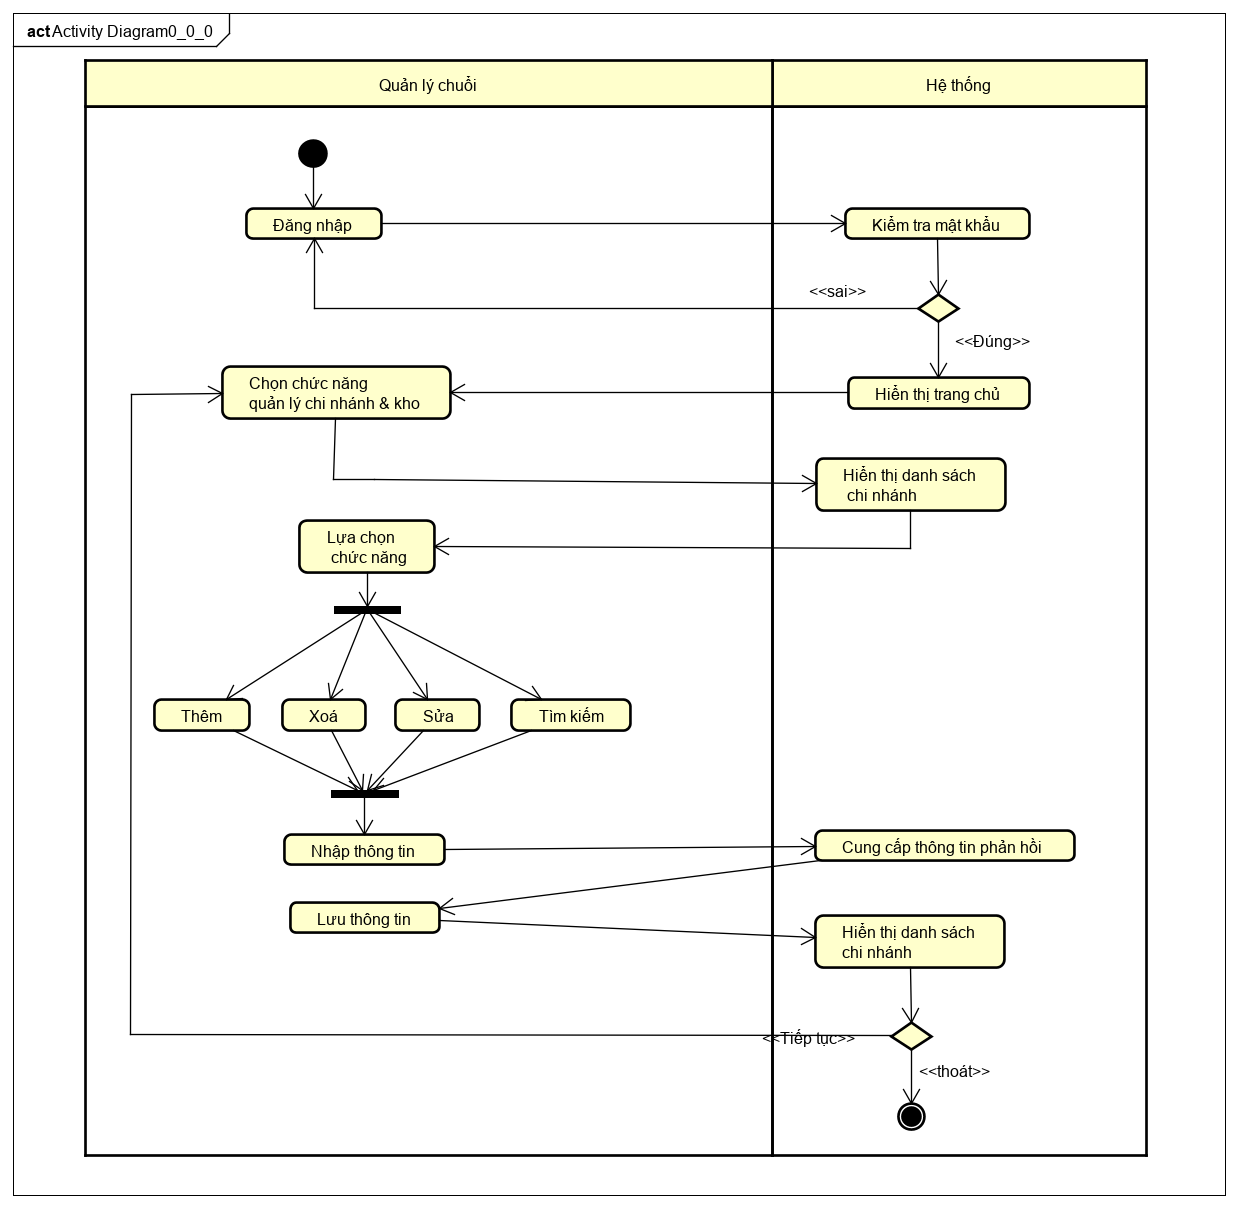 act Activity Diagram0_0_0
Quản lý chuổi
Hệ thống
Đăng nhập
Kiểm tra mật khẩu
<<sai>>
<<Đúng>>
Chọn chức năng
quản lý chi nhánh & kho
Hiển thị trang chủ
Hiển thị danh sách
chi nhánh
Lựa chọn
chức năng
Thêm
Xoá
Sửa
Tìm kiếm
Nhập thông tin
Cung cấp thông tin phản hồi
Lưu thông tin
Hiển thị danh sách
chi nhánh
<<Tiếp tục>>
<<thoát>>